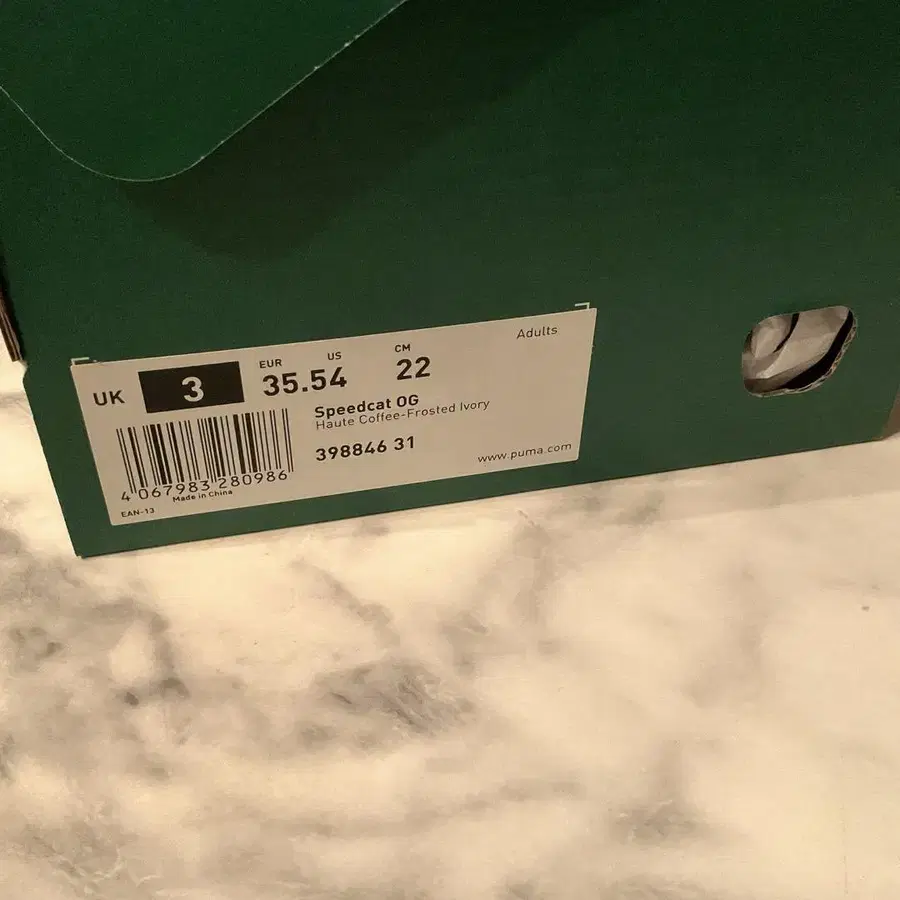 Adults
UK 3
EUR US CM
35.5 4 22
Speedcat OG
Haute Coffee-Frosted Ivory
398846 31
www.puma.com
4 067983 280986
Made in China
EAN-13